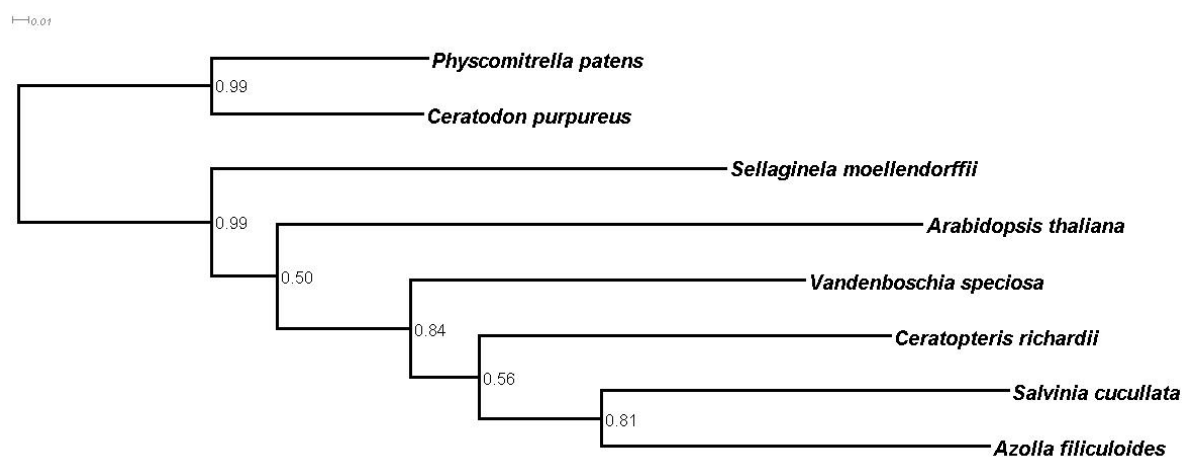 0.01
Physcomitrella patens
0.99
Ceratodon purpureus
Sellaginela moellendorffii
0.99
Arabidopsis thaliana
0.50
Vandenboschia speciosa
0.84
Ceratopteris richardii
0.56
Salvinia cucullata
0.81
Azolla filiculoides